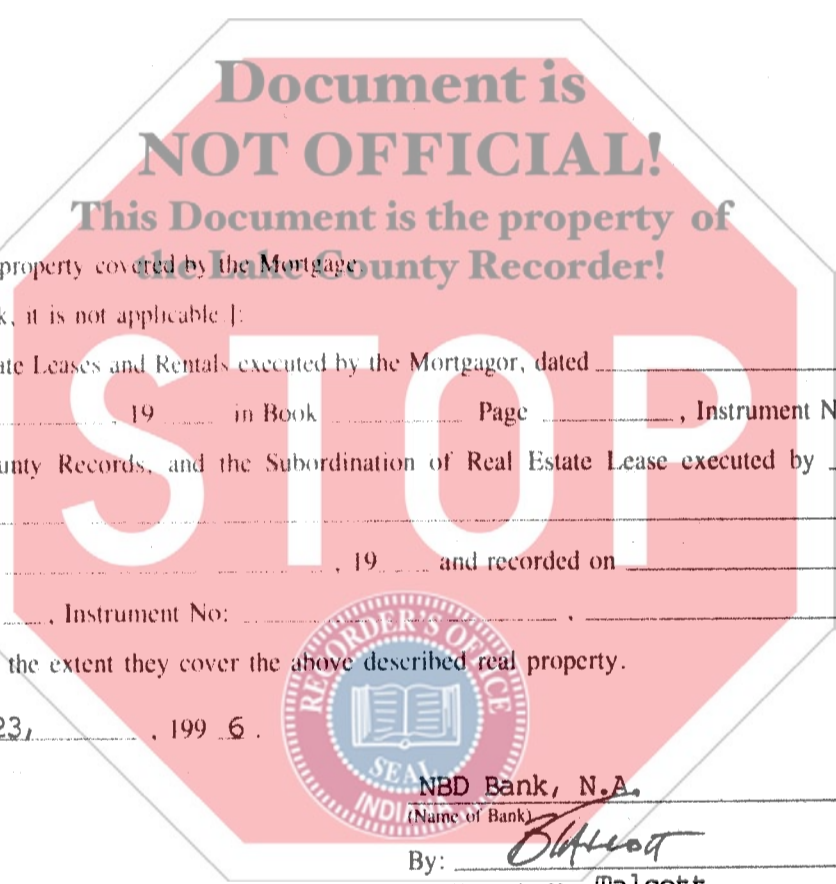 Document is
NOT OFFICIAL!
This Document is the property of
the Lake County Recorder!
property covered by the Mortgage.
k, it is not applicable ]:
ate Leases and Rentals executed by the Mortgagor, dated
, 19 in Book Page , Instrument N
unty Records, and the Subordination of Real Estate Lease executed by
STOP
, 19 and recorded on
, Instrument No: ,
the extent they cover the above described real property.
23, , 199 6 .
RECORDER'S OFFICE
SEAL
INDIANA
NBD Bank, N.A.
(Name of Bank)
By:
Talcott